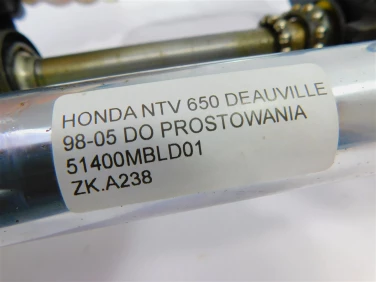 HONDA NTV 650 DEAUVILLE
98-05 DO PROSTOWANIA
51400MBLD01
ZK.A238